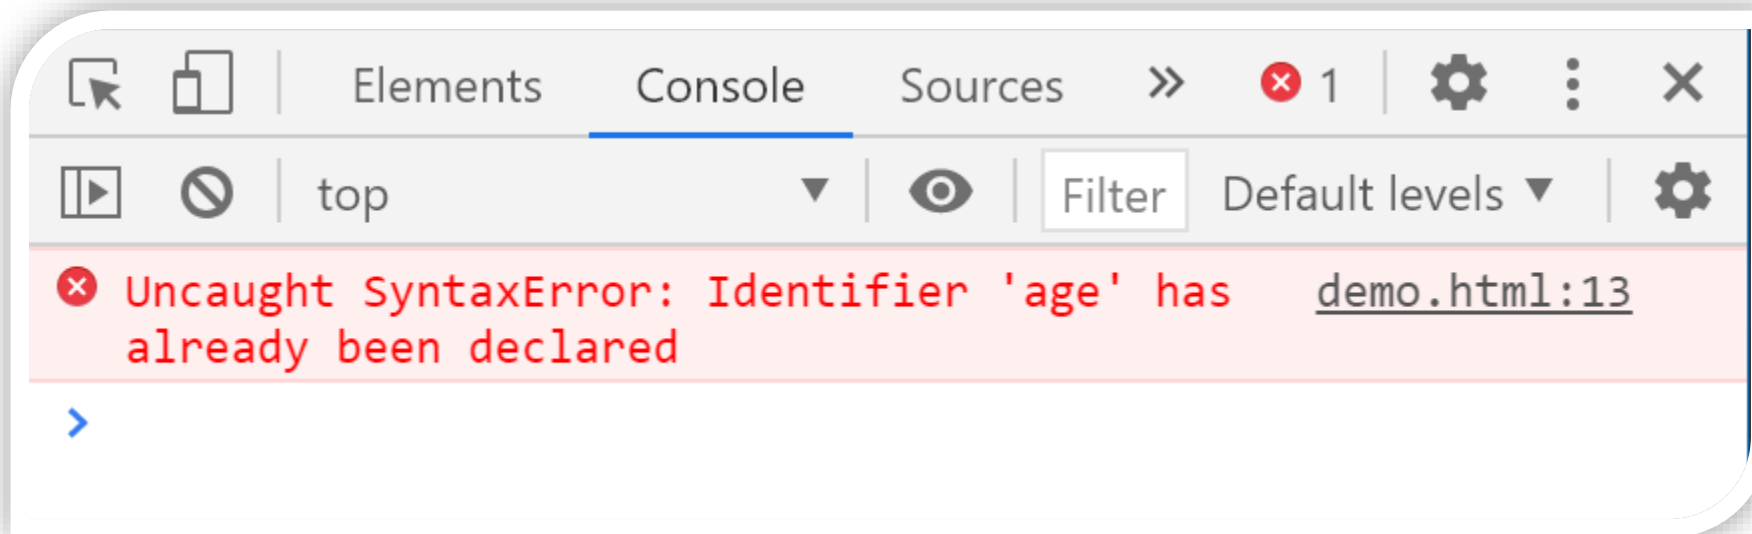 Elements Console Sources 1
top Filter Default levels
Uncaught SyntaxError: Identifier 'age' has demo.html:13
already been declared